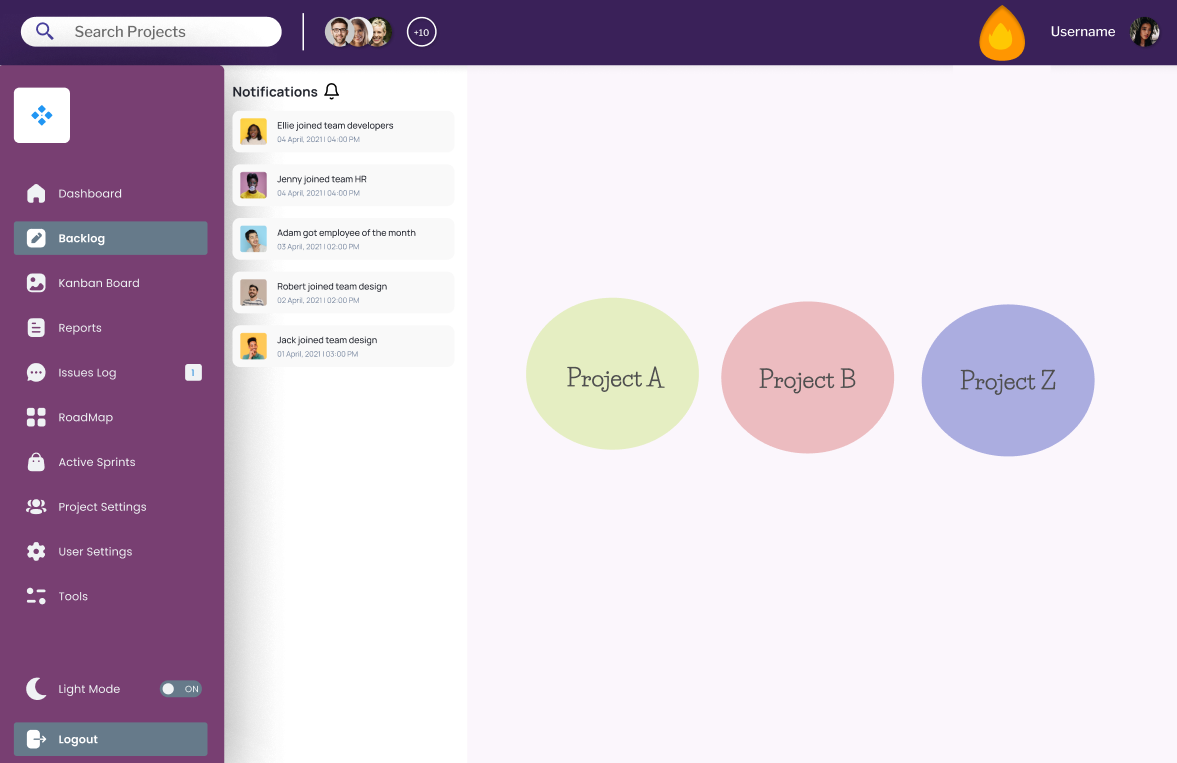 Search Projects
+10
Username
Dashboard
Backlog
Kanban Board
Reports
Issues Log
1
RoadMap
Active Sprints
Project Settings
User Settings
Tools
Light Mode
ON
Logout
Notifications
Ellie joined team developers
04 April, 2021 | 04:00 PM
Jenny joined team HR
04 April, 2021 | 04:00 PM
Adam got employee of the month
03 April, 2021 | 02:00 PM
Robert joined team design
02 April, 2021 | 02:00 PM
Jack joined team design
01 April, 2021 | 03:00 PM
Project A
Project B
Project Z